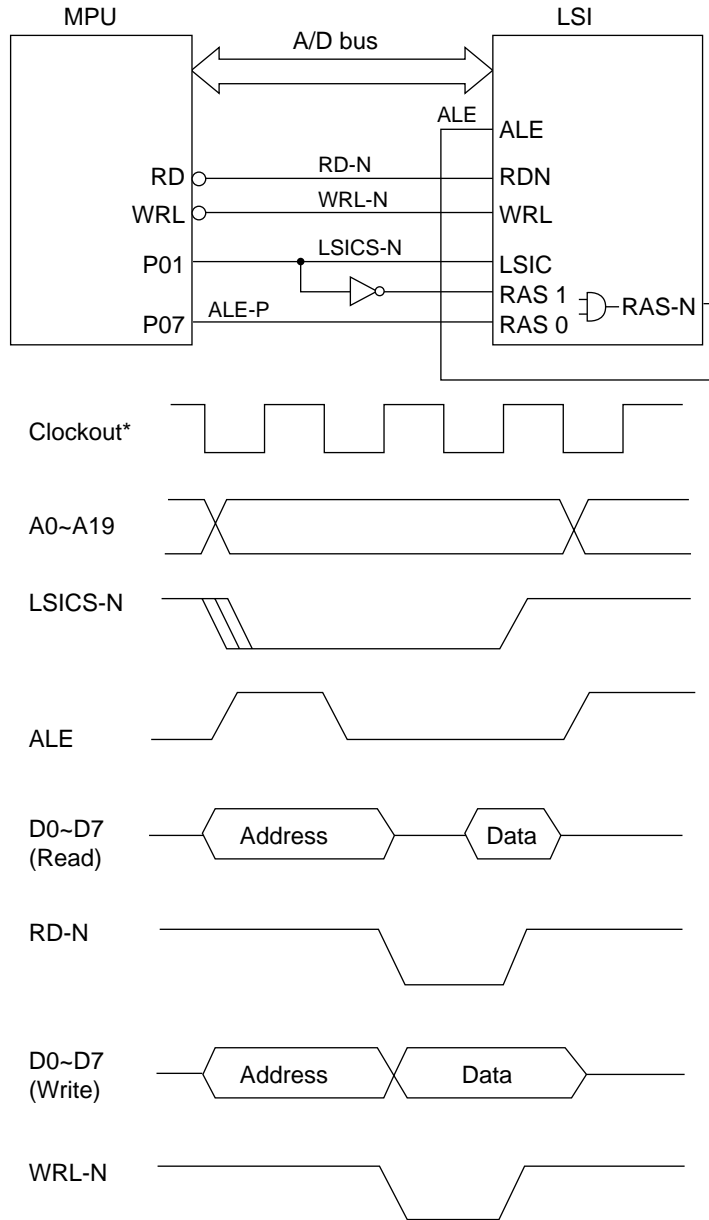 MPU
LSI
A/D bus
ALE
ALE
RD
RD-N
RDN
WRL
WRL-N
WRL
P01
LSICS-N
LSIC
RAS 1
RAS-N
P07
ALE-P
RAS 0
Clockout*
A0~A19
LSICS-N
ALE
D0~D7
(Read)
Address
Data
RD-N
D0~D7
(Write)
Address
Data
WRL-N